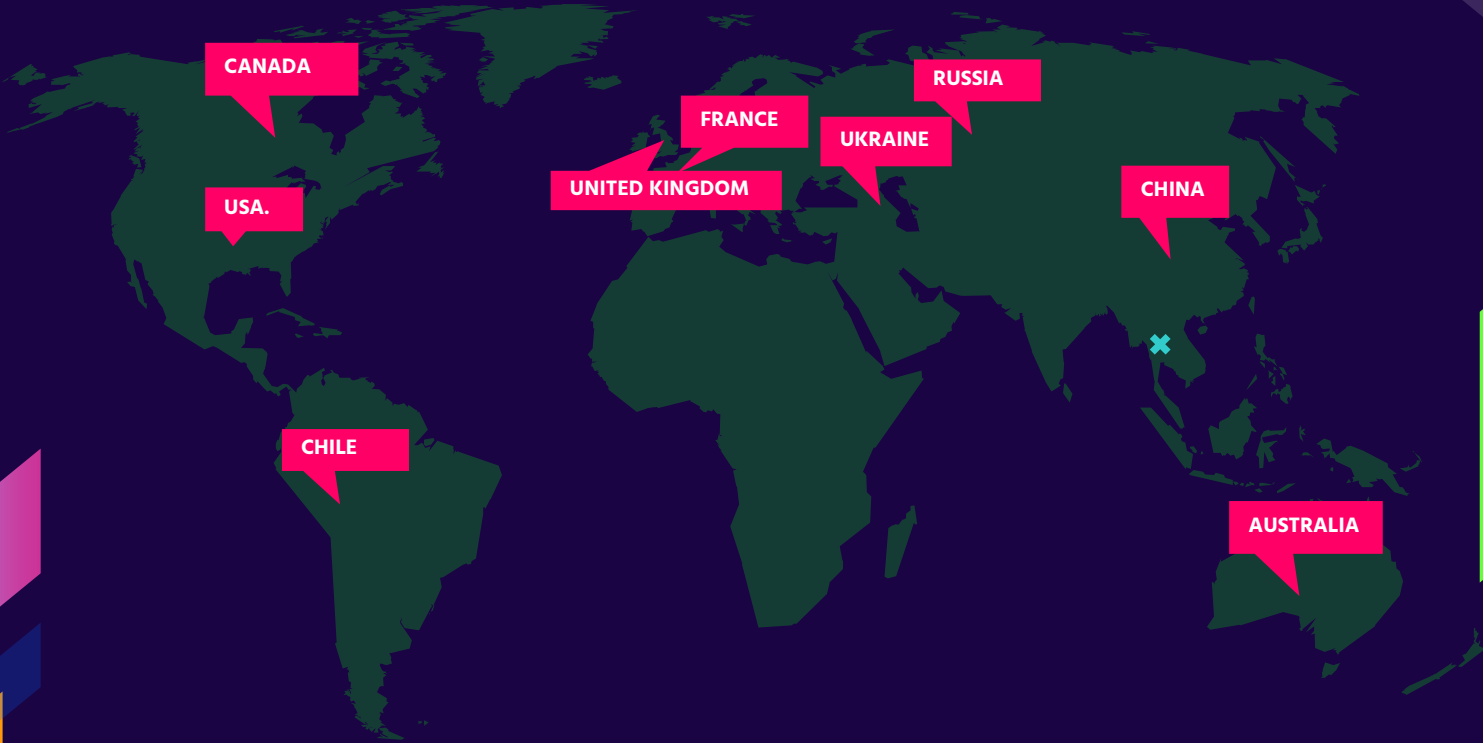 CANADA
RUSSIA
FRANCE
UKRAINE
UNITED KINGDOM
CHINA
USA.
CHILE
AUSTRALIA